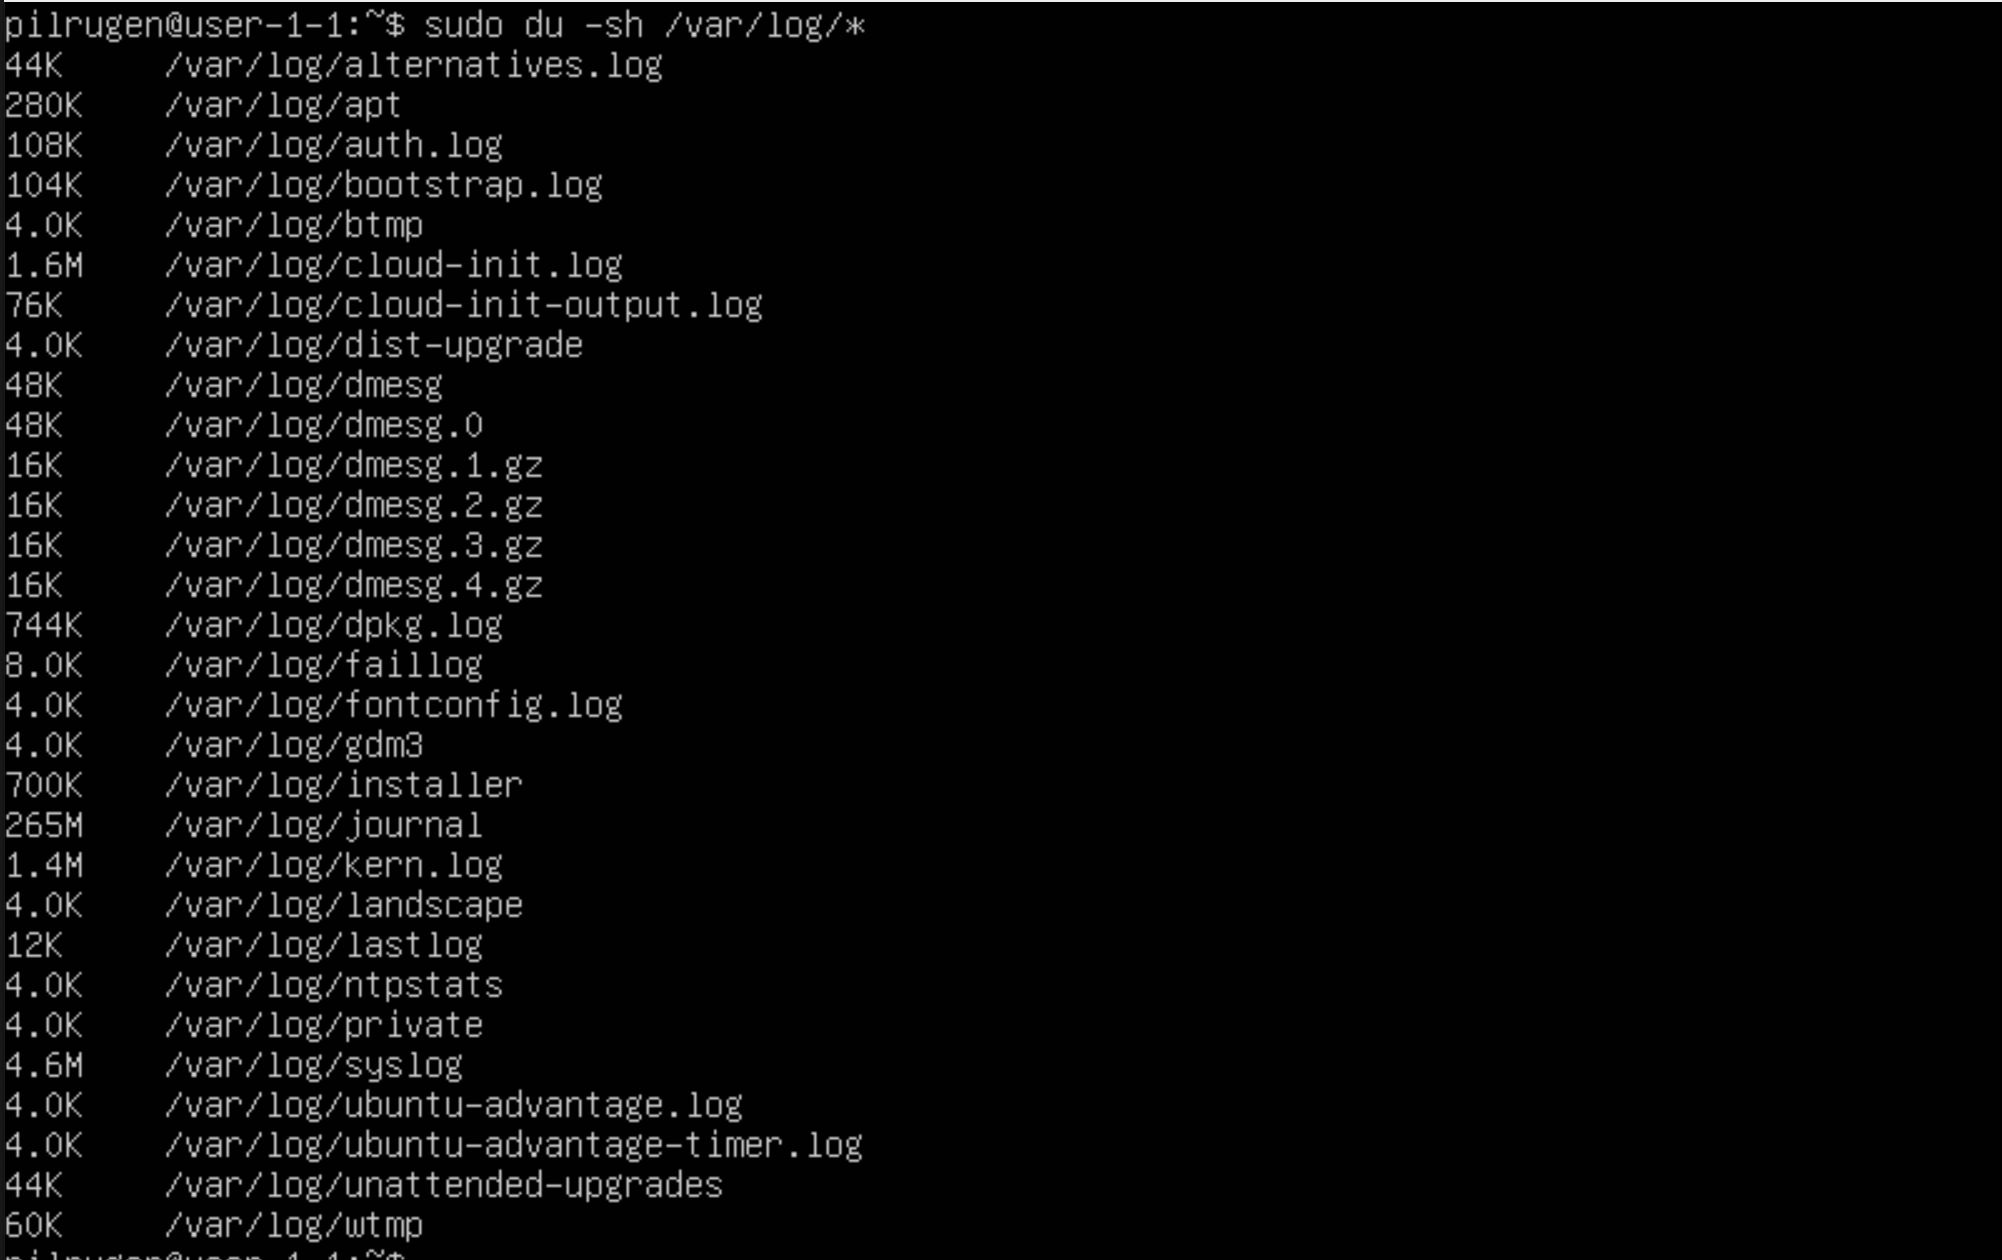 pilrugen@user-1-1:~$ sudo du -sh /var/log/*
44K     /var/log/alternatives.log
280K    /var/log/apt
108K    /var/log/auth.log
104K    /var/log/bootstrap.log
4.0K    /var/log/btmp
1.6M    /var/log/cloud-init.log
76K     /var/log/cloud-init-output.log
4.0K    /var/log/dist-upgrade
48K     /var/log/dmesg
48K     /var/log/dmesg.0
16K     /var/log/dmesg.1.gz
16K     /var/log/dmesg.2.gz
16K     /var/log/dmesg.3.gz
16K     /var/log/dmesg.4.gz
744K    /var/log/dpkg.log
8.0K    /var/log/faillog
4.0K    /var/log/fontconfig.log
4.0K    /var/log/gdm3
700K    /var/log/installer
265M    /var/log/journal
1.4M    /var/log/kern.log
4.0K    /var/log/landscape
12K     /var/log/lastlog
4.0K    /var/log/ntpstats
4.0K    /var/log/private
4.6M    /var/log/syslog
4.0K    /var/log/ubuntu-advantage.log
4.0K    /var/log/ubuntu-advantage-timer.log
44K     /var/log/unattended-upgrades
60K     /var/log/wtmp
pilrugen@user-1-1:~$